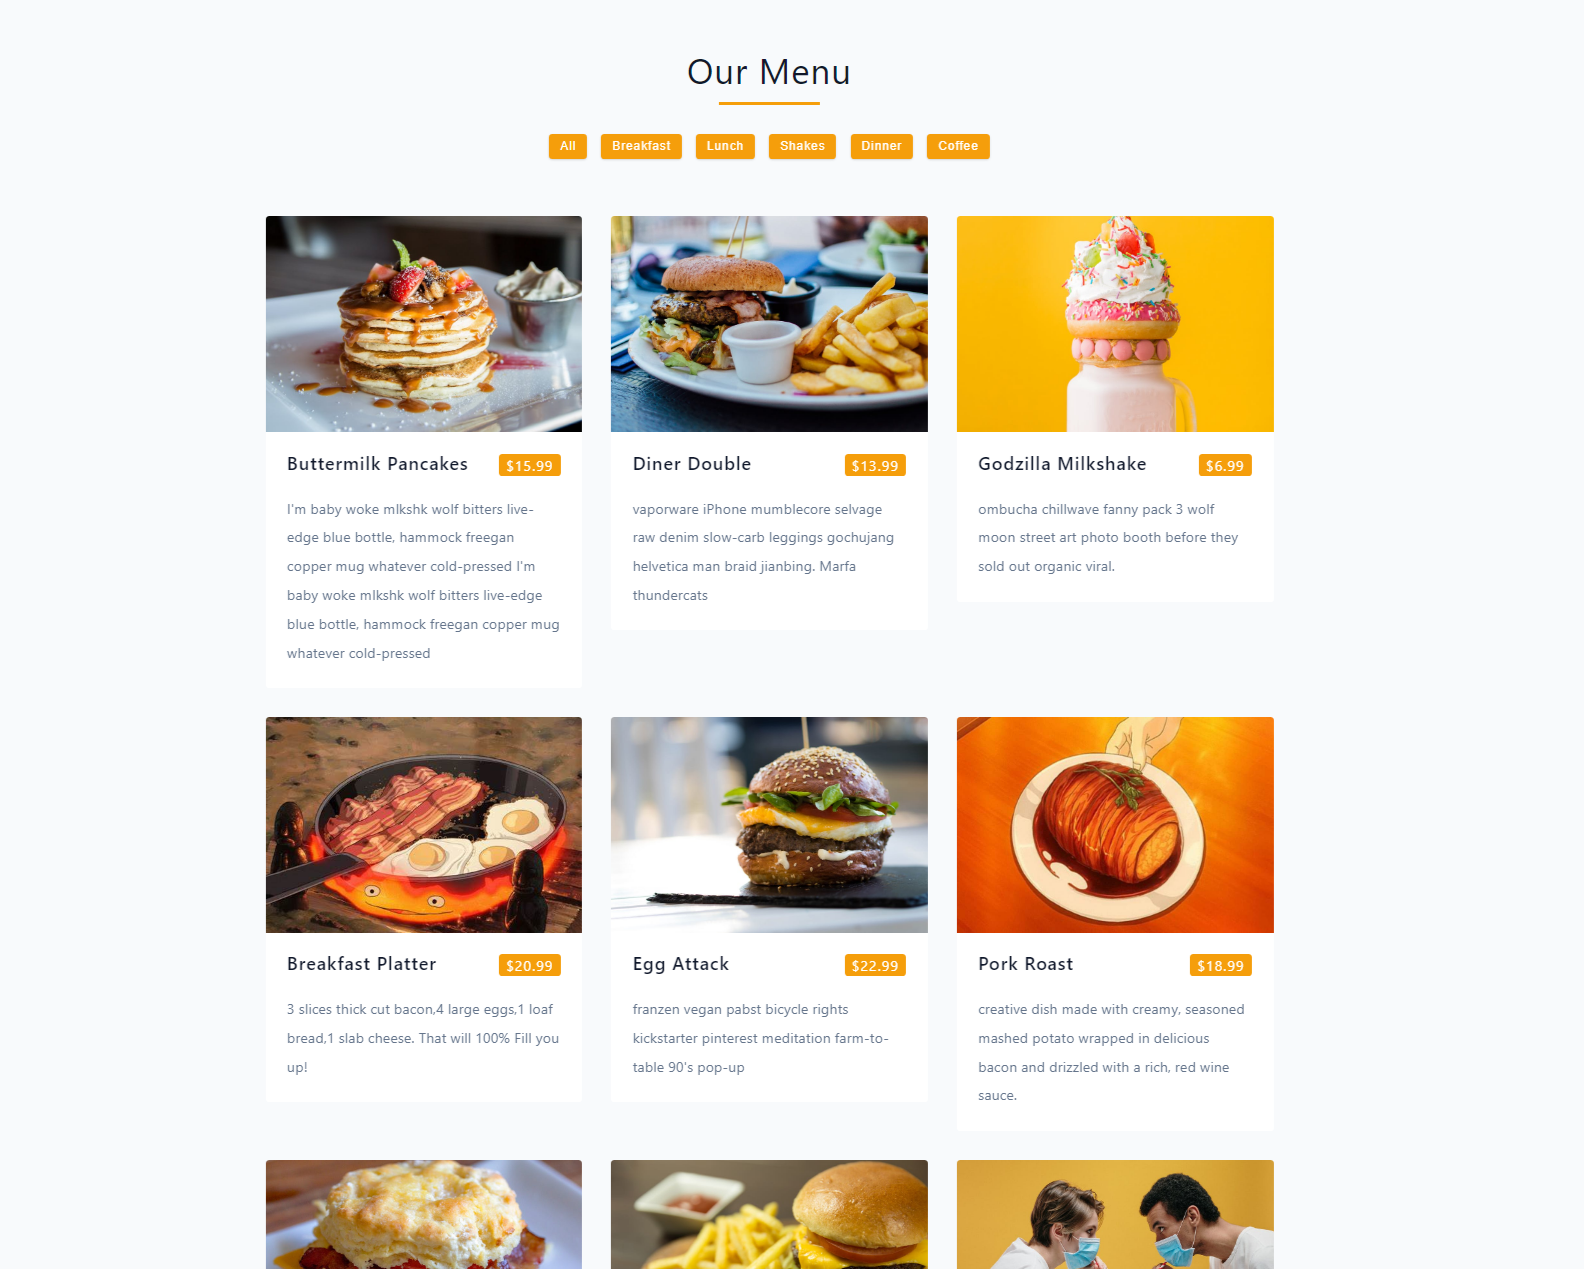 Our Menu
All
Breakfast
Lunch
Shakes
Dinner
Coffee
Buttermilk Pancakes
$15.99
I'm baby woke mlkshk wolf bitters live-
edge blue bottle, hammock freegan
copper mug whatever cold-pressed I'm
baby woke mlkshk wolf bitters live-edge
blue bottle, hammock freegan copper mug
whatever cold-pressed
Diner Double
$13.99
vaporware iPhone mumblecore selvage
raw denim slow-carb leggings gochujang
helvetica man braid jianbing. Marfa
thundercats
Godzilla Milkshake
$6.99
ombucha chillwave fanny pack 3 wolf
moon street art photo booth before they
sold out organic viral.
Breakfast Platter
$20.99
3 slices thick cut bacon,4 large eggs,1 loaf
bread,1 slab cheese. That will 100% Fill you
up!
Egg Attack
$22.99
franzen vegan pabst bicycle rights
kickstarter pinterest meditation farm-to-
table 90's pop-up
Pork Roast
$18.99
creative dish made with creamy, seasoned
mashed potato wrapped in delicious
bacon and drizzled with a rich, red wine
sauce.